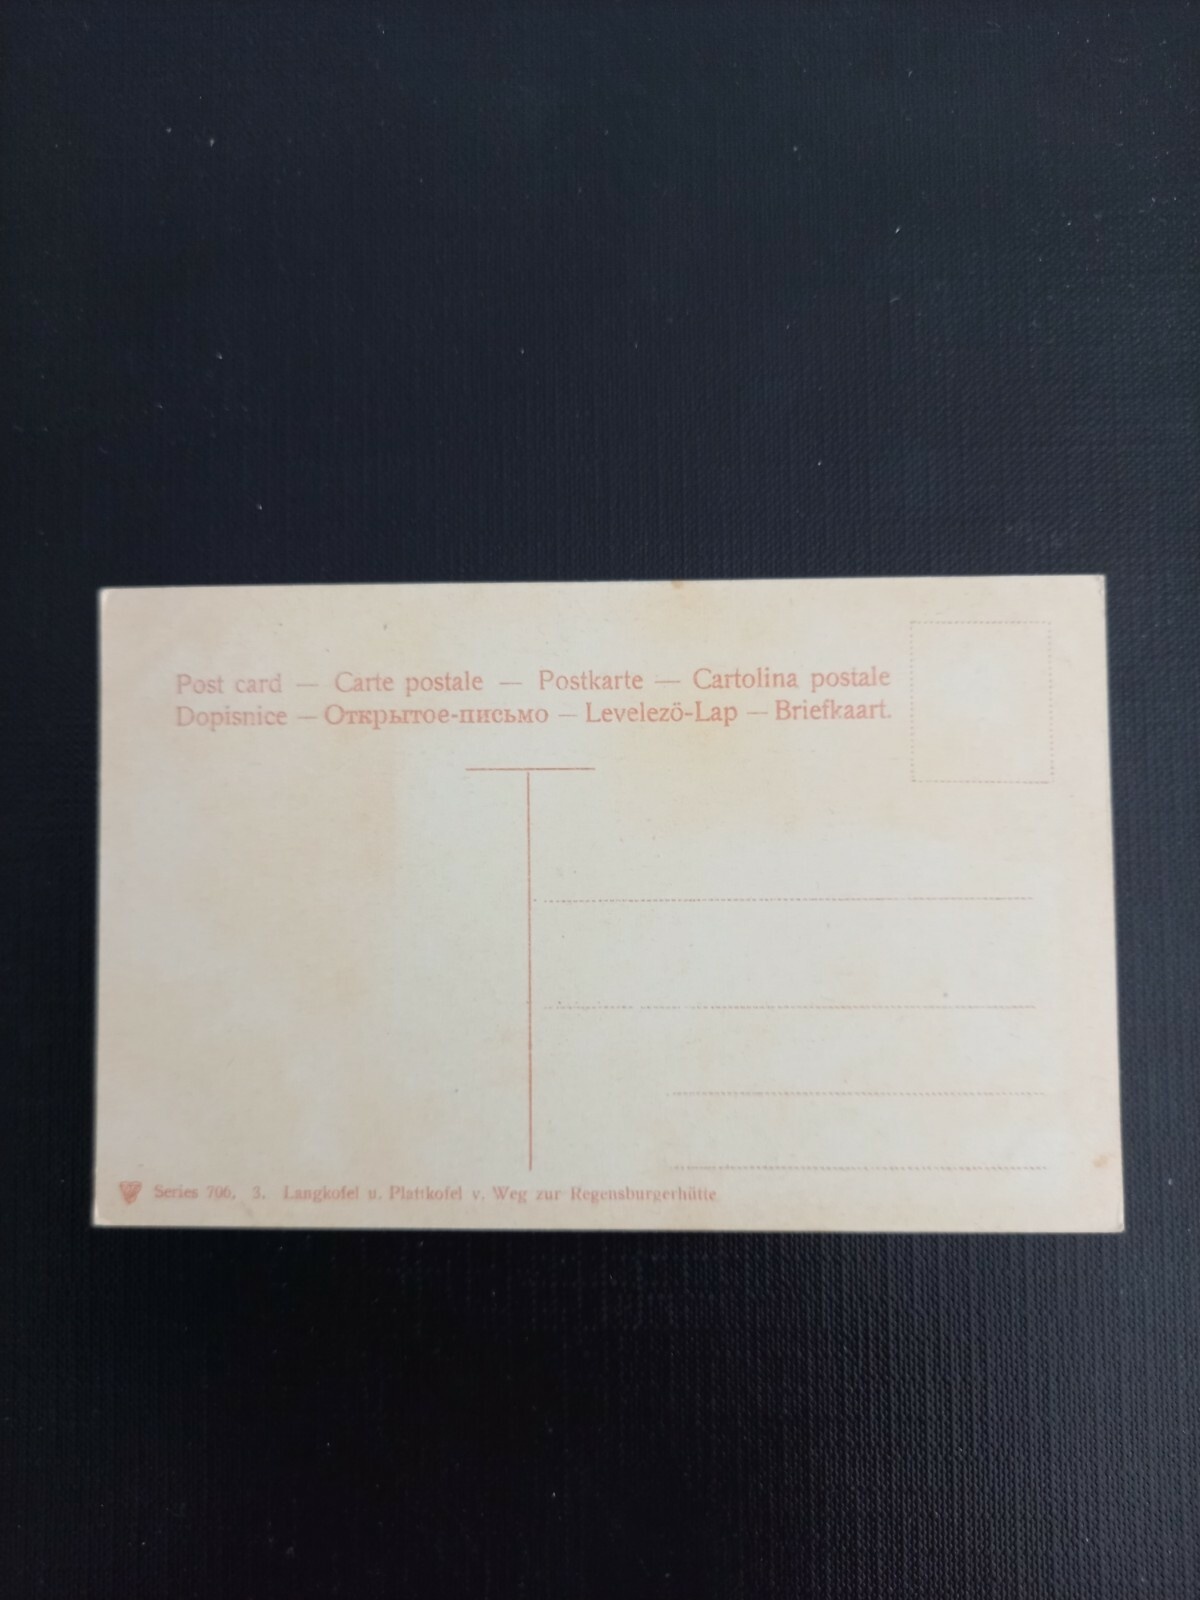 Post card — Carte postale — Postkarte — Cartolina postale
Dopisnice — Открытое-письмо — Levelezö-Lap — Briefkaart.
Series 706, 3. Langkofel u. Plattkofel v. Weg zur Regensburgerhütte